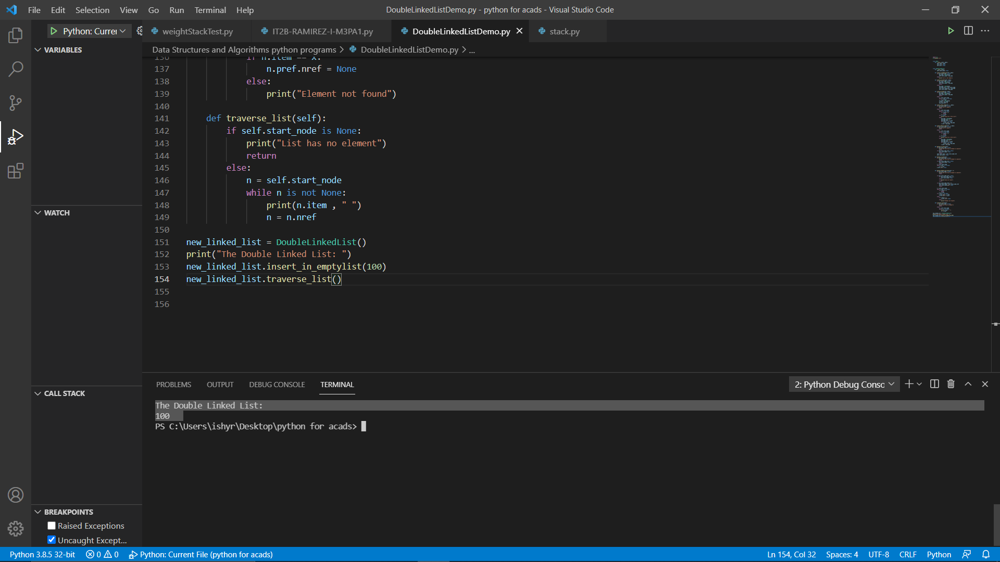 File Edit Selection View Go Run Terminal Help
DoubleLinkedListDemo.py - python for acads - Visual Studio Code
Python: Currer
weightStackTest.py
IT2B-RAMIREZ-I-M3PA1.py
DoubleLinkedListDemo.py
stack.py
Data Structures and Algorithms python programs > DoubleLinkedListDemo.py > ...
VARIABLES
WATCH
CALL STACK
BREAKPOINTS
Raised Exceptions
Uncaught Except...
136 if n.item == x:
137 n.pref.nref = None
138 else:
139 print("Element not found")
140
141 def traverse_list(self):
142 if self.start_node is None:
143 print("List has no element")
144 return
145 else:
146 n = self.start_node
147 while n is not None:
148 print(n.item , " ")
149 n = n.nref
150
151 new_linked_list = DoubleLinkedList()
152 print("The Double Linked List: ")
153 new_linked_list.insert_in_emptylist(100)
154 new_linked_list.traverse_list()
155
156
PROBLEMS OUTPUT DEBUG CONSOLE TERMINAL
2: Python Debug Conso
The Double Linked List:
100
PS C:\Users\ishyr\Desktop\python for acads>
Python 3.8.5 32-bit 0 0 Python: Current File (python for acads)
Ln 154, Col 32 Spaces: 4 UTF-8 CRLF Python